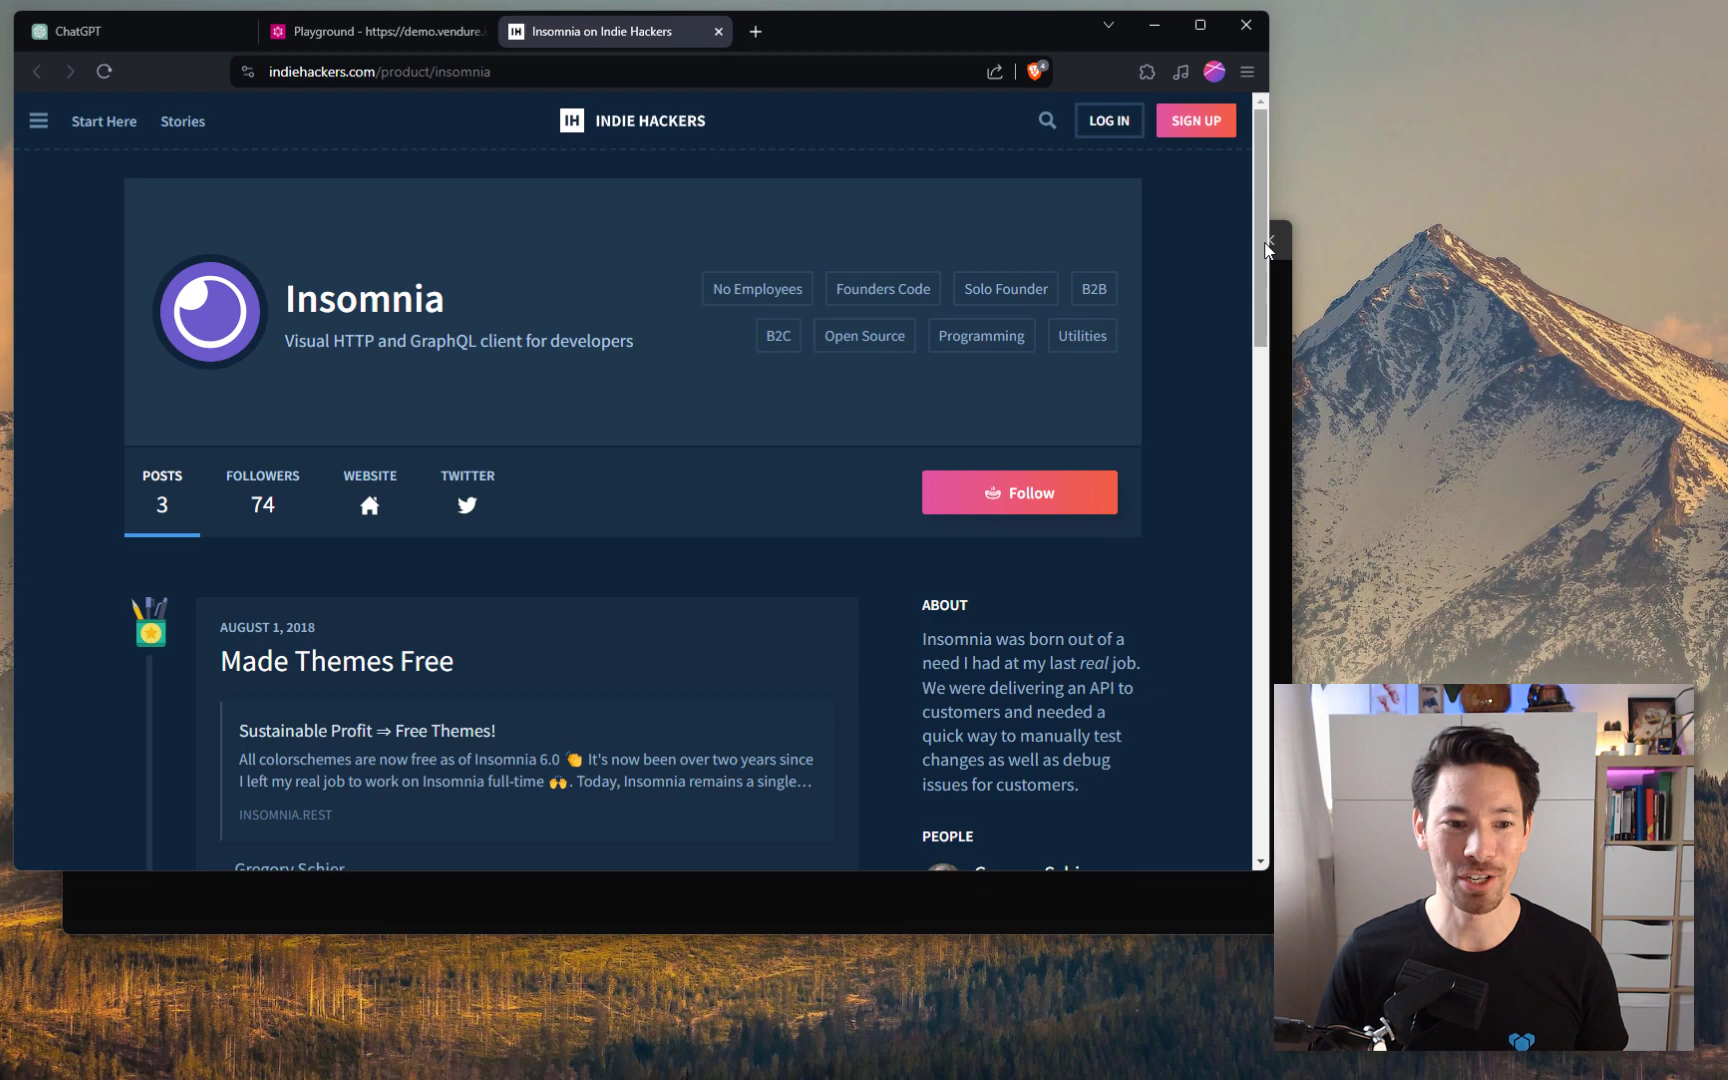 ChatGPT
Playground - https://demo.vendure.
Insomnia on Indie Hackers
indiehackers.com/product/insomnia
4
Start Here
Stories
IH
INDIE HACKERS
LOG IN
SIGN UP
Insomnia
Visual HTTP and GraphQL client for developers
No Employees
Founders Code
Solo Founder
B2B
B2C
Open Source
Programming
Utilities
POSTS
3
FOLLOWERS
74
WEBSITE
TWITTER
Follow
AUGUST 1, 2018
Made Themes Free
Sustainable Profit ⇒ Free Themes!
All colorschemes are now free as of Insomnia 6.0 👏 It's now been over two years since
I left my real job to work on Insomnia full-time 🙌. Today, Insomnia remains a single...
INSOMNIA.REST
Gregory Schier
ABOUT
Insomnia was born out of a
need I had at my last real job.
We were delivering an API to
customers and needed a
quick way to manually test
changes as well as debug
issues for customers.
PEOPLE